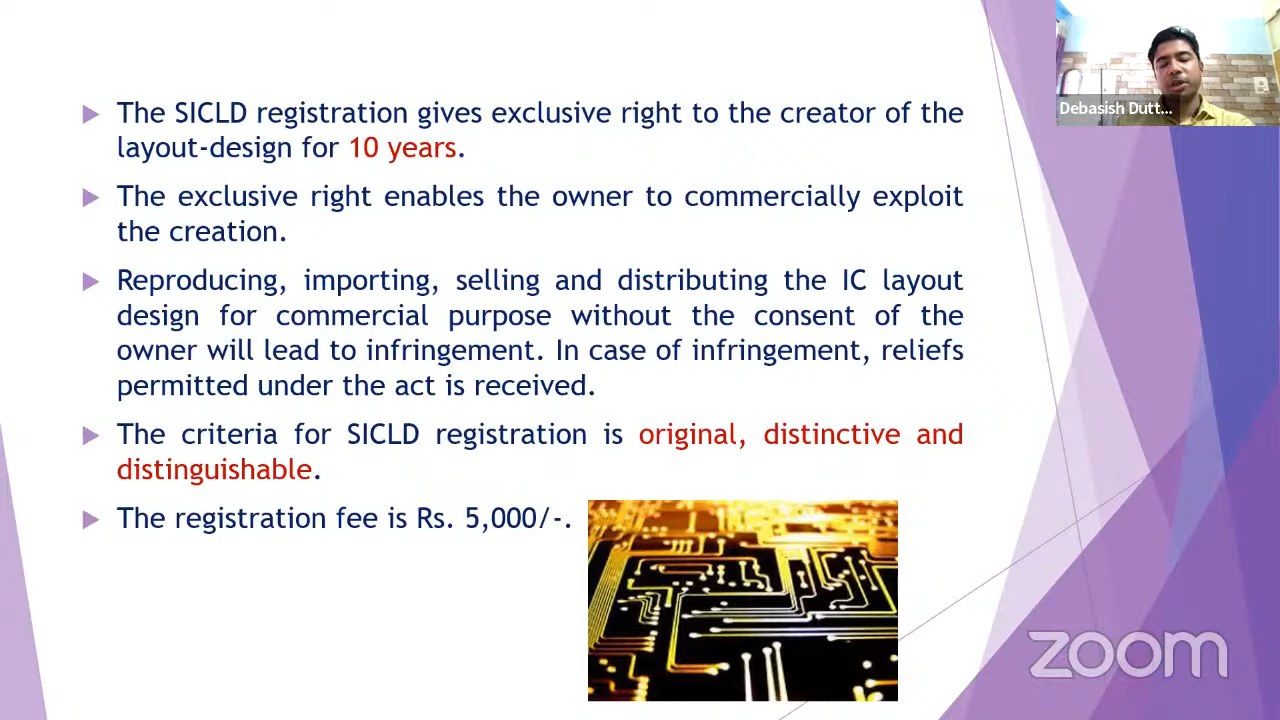 The SICLD registration gives exclusive right to the creator of the
layout-design for 10 years.
The exclusive right enables the owner to commercially exploit
the creation.
Reproducing, importing, selling and distributing the IC layout
design for commercial purpose without the consent of the
owner will lead to infringement. In case of infringement, reliefs
permitted under the act is received.
The criteria for SICLD registration is original, distinctive and
distinguishable.
The registration fee is Rs. 5,000/-.
Debasish Dutt...
zoom